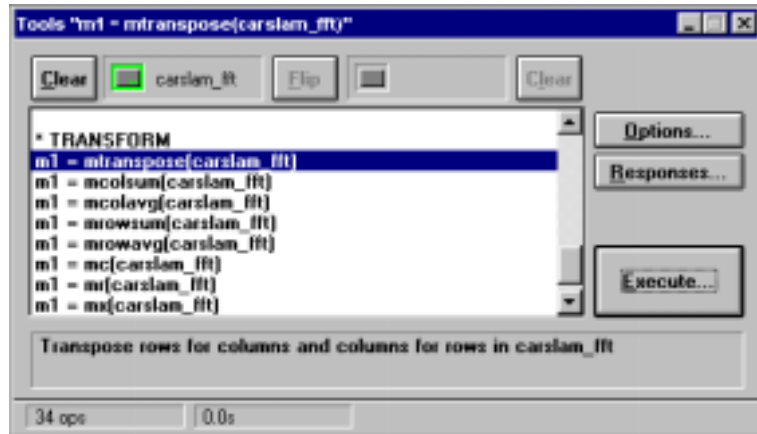 Tools "m1 = mtranspose(carslam_fft)"
Clear carslam_fft Flip Clear
* TRANSFORM
m1 = mtranspose(carslam_fft)
m1 = mcolsum(carslam_fft)
m1 = mcolavg(carslam_fft)
m1 = mrowsum(carslam_fft)
m1 = mrowavg(carslam_fft)
m1 = mc(carslam_fft)
m1 = mr(carslam_fft)
m1 = mx(carslam_fft)
Options...
Responses...
Execute...
Transpose rows for columns and columns for rows in carslam_fft
34 ops 0.0s